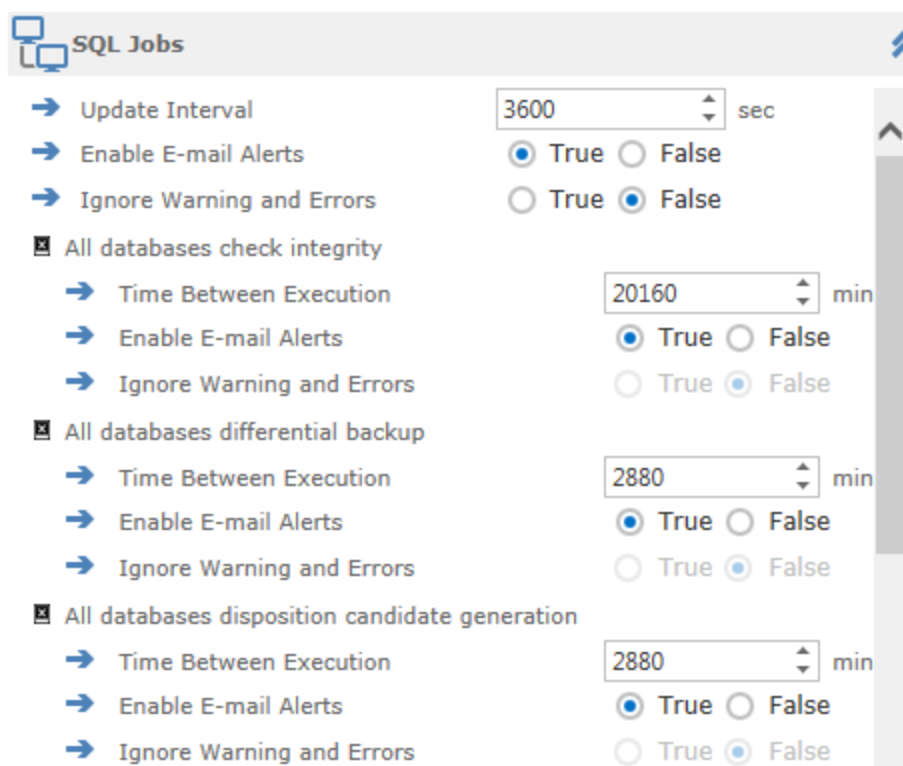 SQL Jobs
Update Interval 3600 sec
Enable E-mail Alerts True False
Ignore Warning and Errors True False
All databases check integrity
Time Between Execution 20160 min
Enable E-mail Alerts True False
Ignore Warning and Errors True False
All databases differential backup
Time Between Execution 2880 min
Enable E-mail Alerts True False
Ignore Warning and Errors True False
All databases disposition candidate generation
Time Between Execution 2880 min
Enable E-mail Alerts True False
Ignore Warning and Errors True False